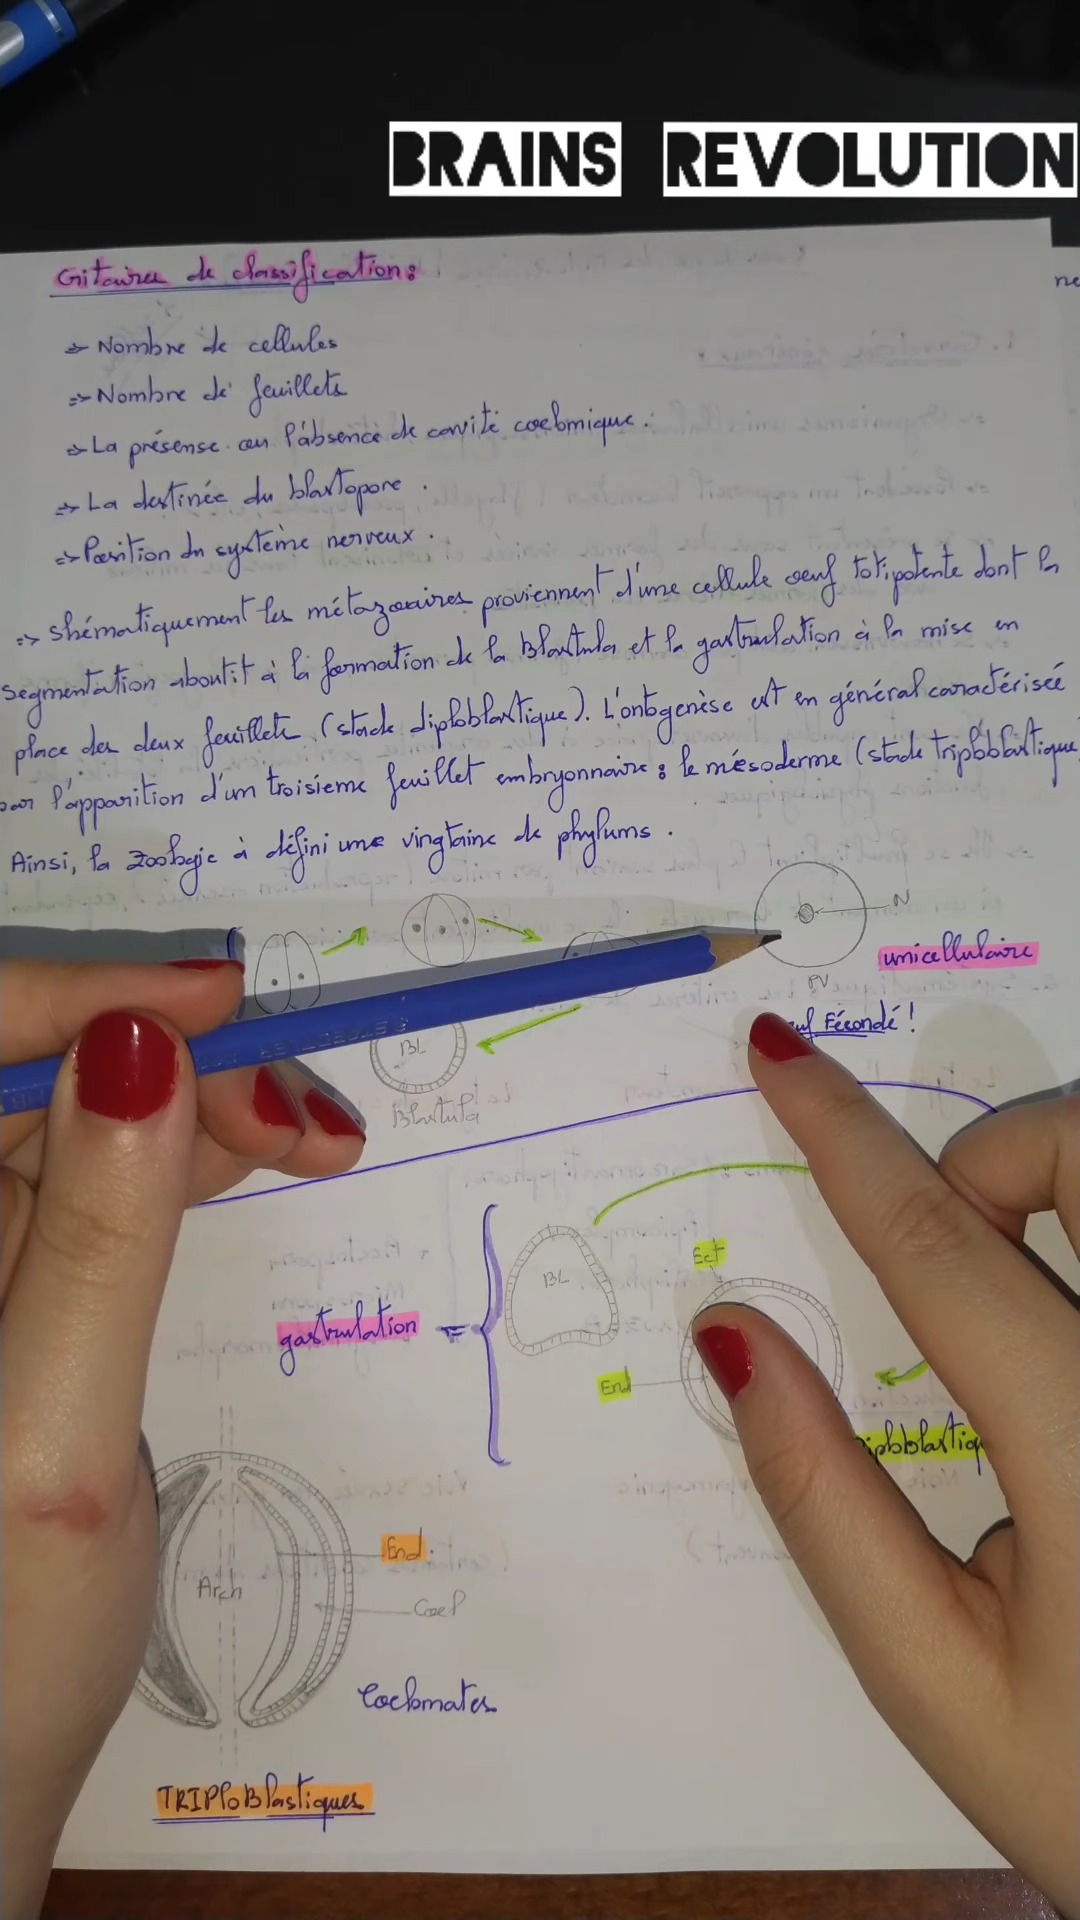 BRAINS REVOLUTION
Critaires de classification:
=> Nombre de cellules
=> Nombre de feuillets
=> La présense ou l'absence de cavité coelomique.
=> La destinée du blastopore.
=> Position du système nerveux.
=> Shématiquement les métazoaires proviennent d'une cellule oeuf totipotente dont la
segmentation aboutit à la formation de la Blastula et la gastrulation à la mise en
place des deux feuillets (stade diploblastique). L'ontogenèse est en général caractérisée
par l'apparition d'un troisième feuillet embryonnaire : le mésoderme (stade triploblastique
Ainsi, la zoologie à défini une vingtaine de phylums.
N
unicellulaire
Fécondé !
BL
Blastula
BL
Ect
gastrulation =
End
End
Arch
Coel
Coelomates
TRIPLOBlastiques